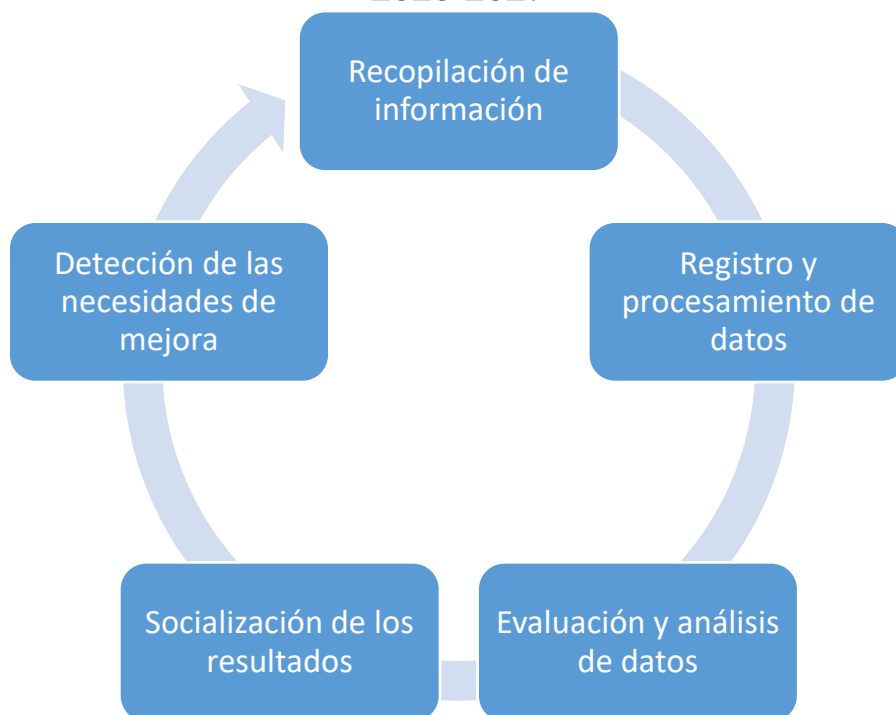 Recopilación de
información
Registro y
procesamiento de
datos
Evaluación y análisis
de datos
Socialización de los
resultados
Detección de las
necesidades de
mejora